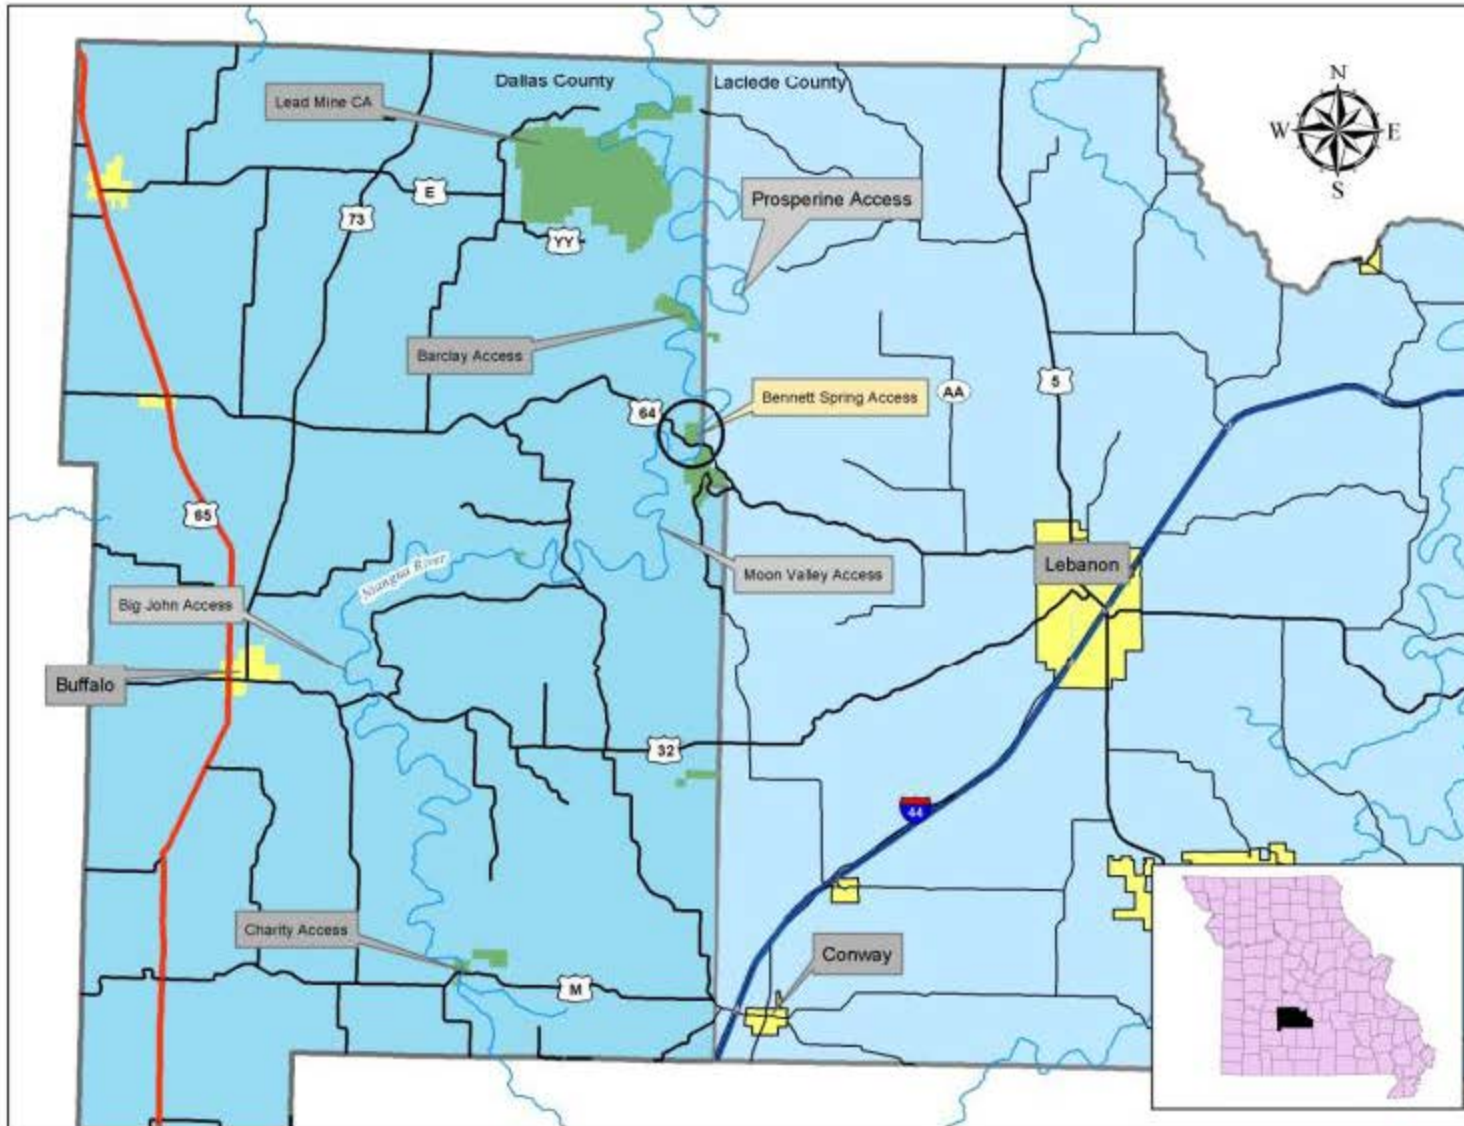 Dallas County
Laclede County
Lead Mine CA
N
W
E
S
E
73
Prosperine Access
YY
Barclay Access
Bennett Spring Access
64
AA
5
65
Niangua River
Moon Valley Access
Lebanon
Big John Access
Buffalo
32
44
Charity Access
Conway
M